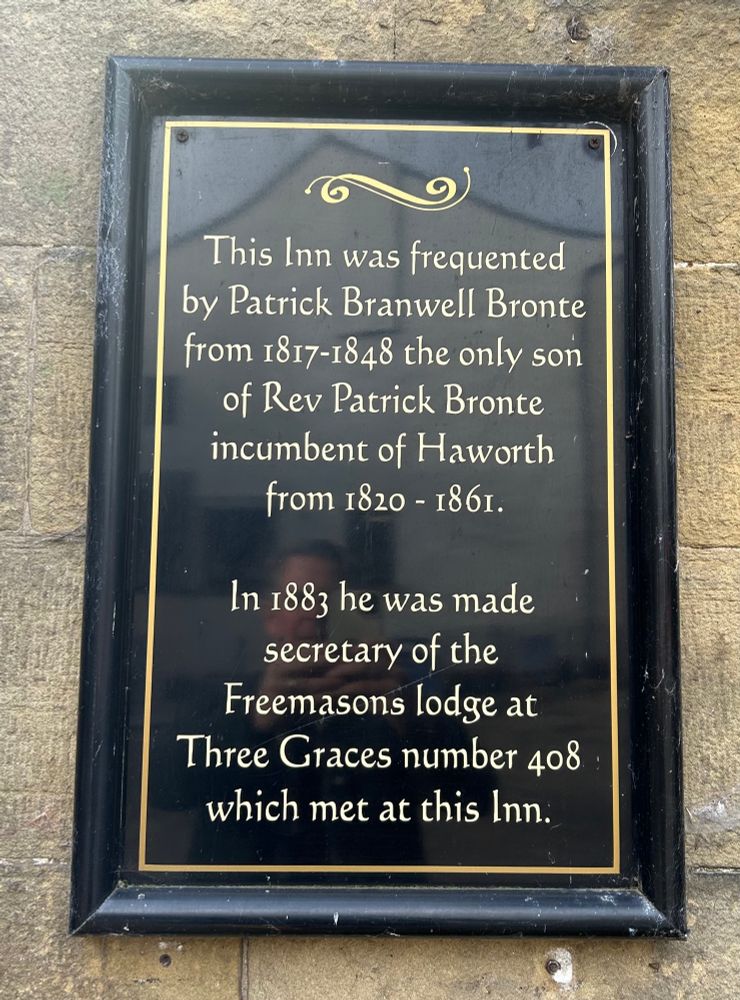 This Inn was frequented
by Patrick Branwell Bronte
from 1817-1848 the only son
of Rev Patrick Bronte
incumbent of Haworth
from 1820 - 1861.
In 1883 he was made
secretary of the
Freemasons lodge at
Three Graces number 408
which met at this Inn.